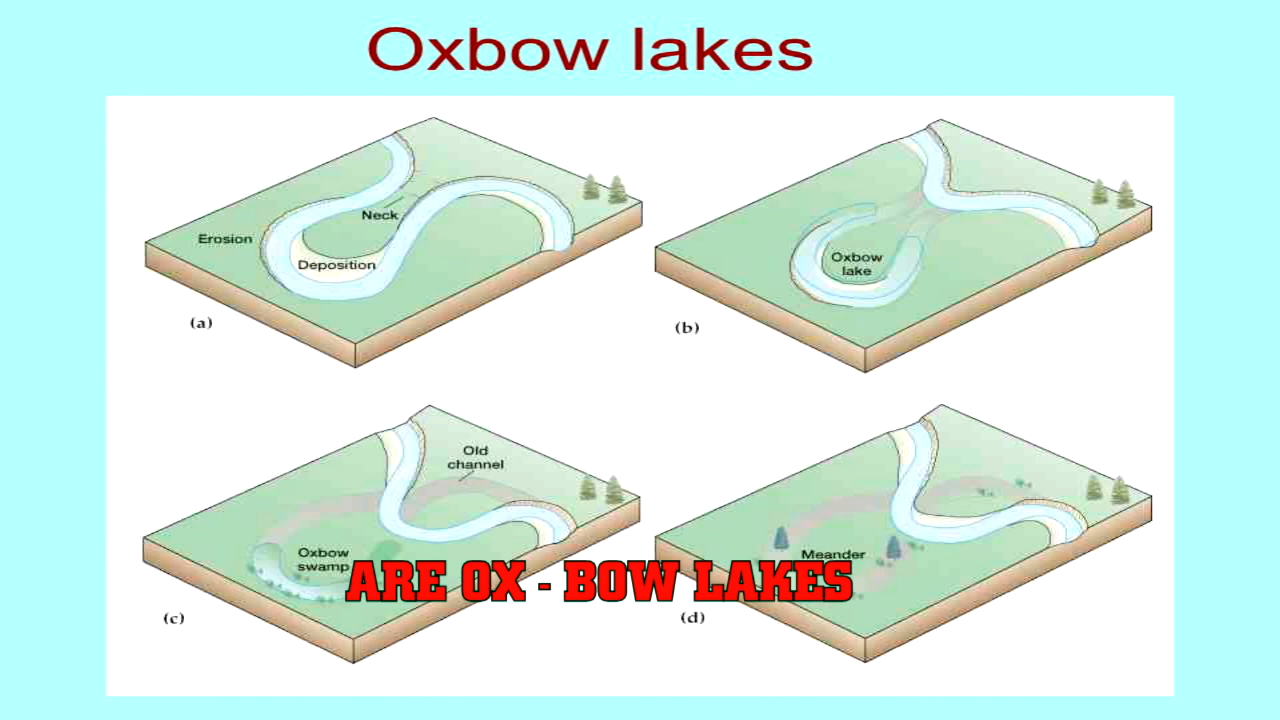 Oxbow lakes
Neck
Erosion
Deposition
(a)
Oxbow
lake
(b)
Old
channel
Oxbow
swamp
(c)
Meander
(d)
ARE OX - BOW LAKES